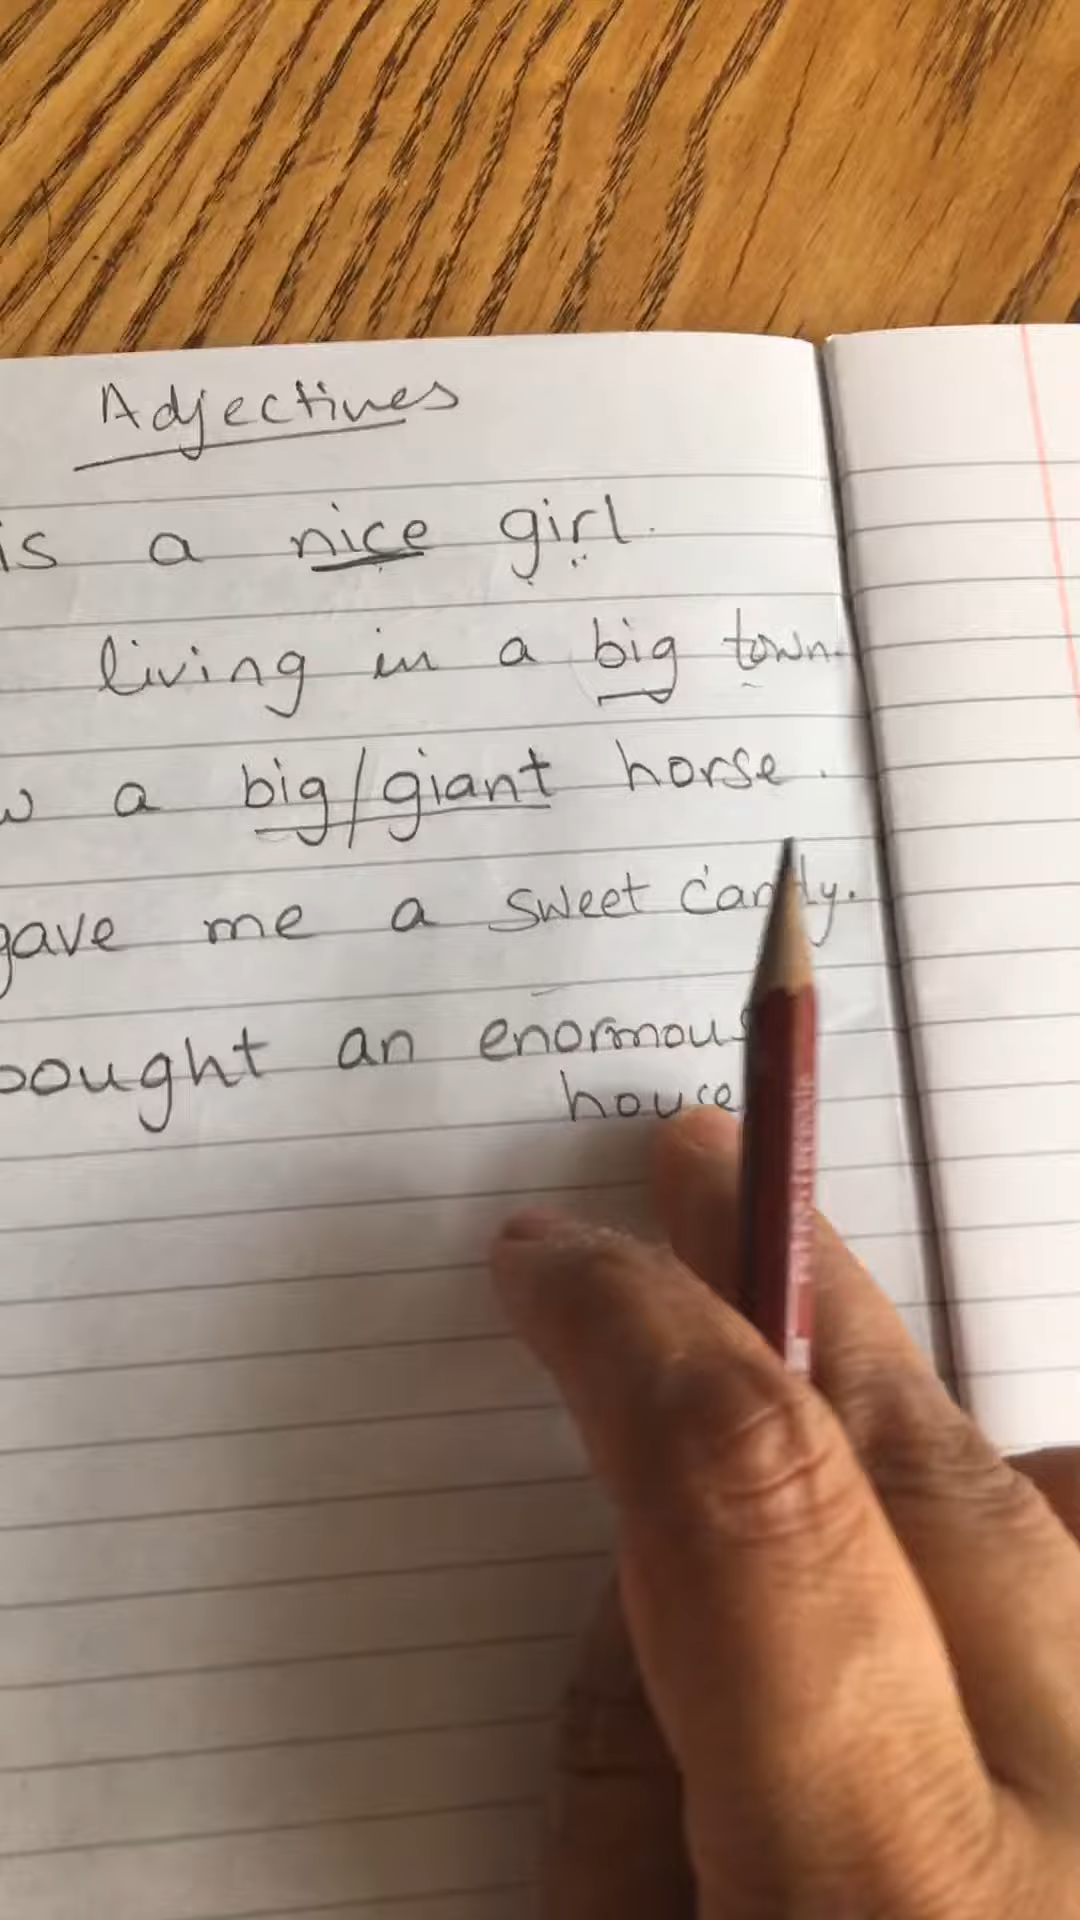 Adjectives
is a nice girl.
living in a big town.
a big/giant horse.
gave me a sweet candy.
bought an enormous
house